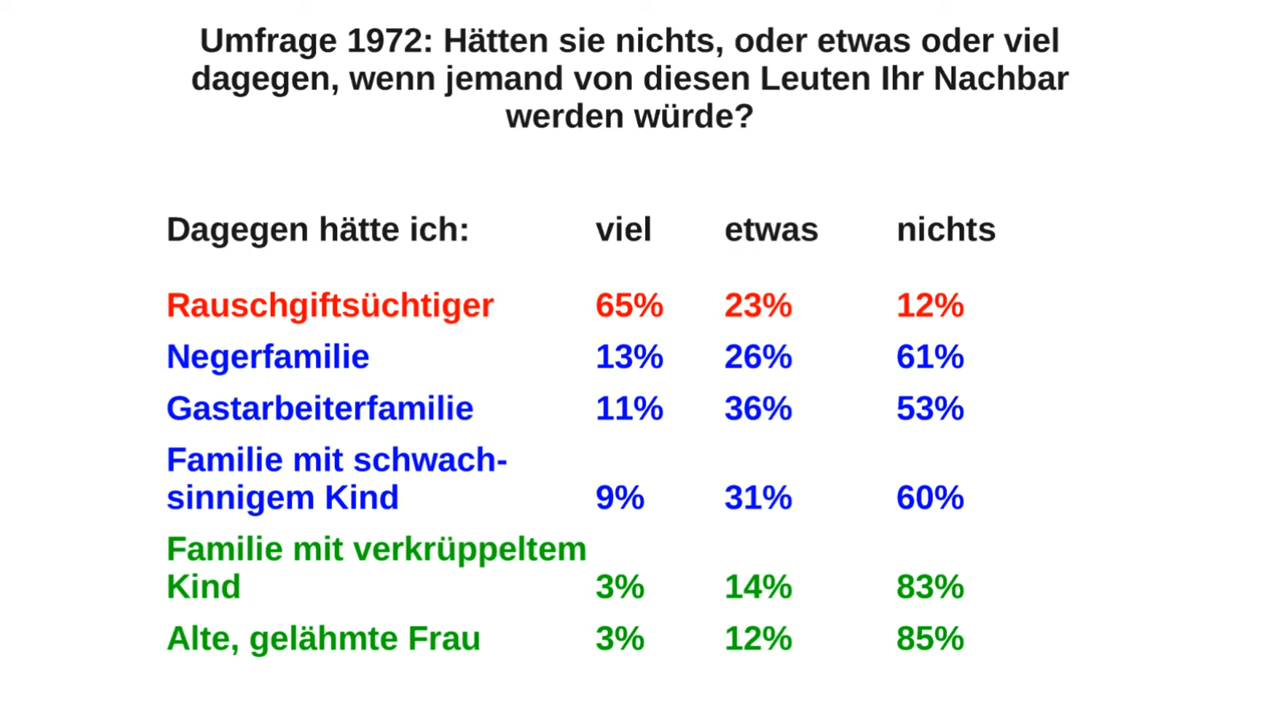 Umfrage 1972: Hätten sie nichts, oder etwas oder viel
dagegen, wenn jemand von diesen Leuten Ihr Nachbar
werden würde?
Dagegen hätte ich: viel etwas nichts
Rauschgiftsüchtiger 65% 23% 12%
Negerfamilie 13% 26% 61%
Gastarbeiterfamilie 11% 36% 53%
Familie mit schwach-
sinnigem Kind 9% 31% 60%
Familie mit verkrüppeltem
Kind 3% 14% 83%
Alte, gelähmte Frau 3% 12% 85%